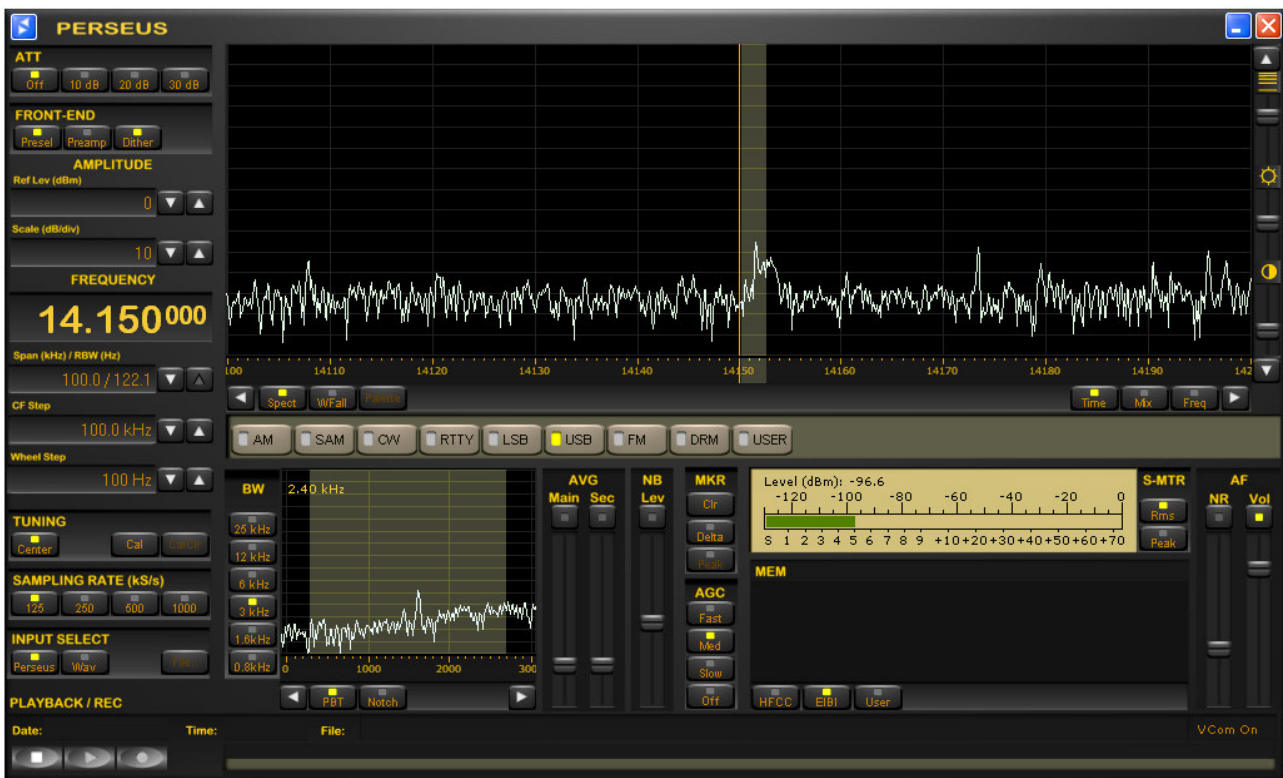 PERSEUS
ATT
Off 10 dB 20 dB 30 dB
FRONT-END
Presel Preamp Dither
AMPLITUDE
Ref Lev (dBm)
0
Scale (dB/div)
10
FREQUENCY
14.150000
Span (kHz) / RBW (Hz)
100.0 / 122.1
CF Step
100.0 kHz
Wheel Step
100 Hz
TUNING
Center Cal
SAMPLING RATE (kS/s)
125 250 500 1000
INPUT SELECT
Perseus Wav
PLAYBACK / REC
100 14110 14120 14130 14140 14150 14160 14170 14180 14190 142
Spect WFall Palette Time Mix Freq
AM SAM CW RTTY LSB USB FM DRM USER
BW
25 kHz
12 kHz
6 kHz
3 kHz
1.6kHz
0.8kHz
2.40 kHz
0 1000 2000 300
PBT Notch
AVG
Main Sec
NB
Lev
MKR
Clr
Delta
Peak
AGC
Fast
Med
Slow
Off
Level (dBm): -96.6
-120 -100 -80 -60 -40 -20 0
S 1 2 3 4 5 6 7 8 9 +10+20+30+40+50+60+70
S-MTR
Rms
Peak
AF
NR Vol
MEM
HFCC EIBI User
Date: Time: File: VCom On